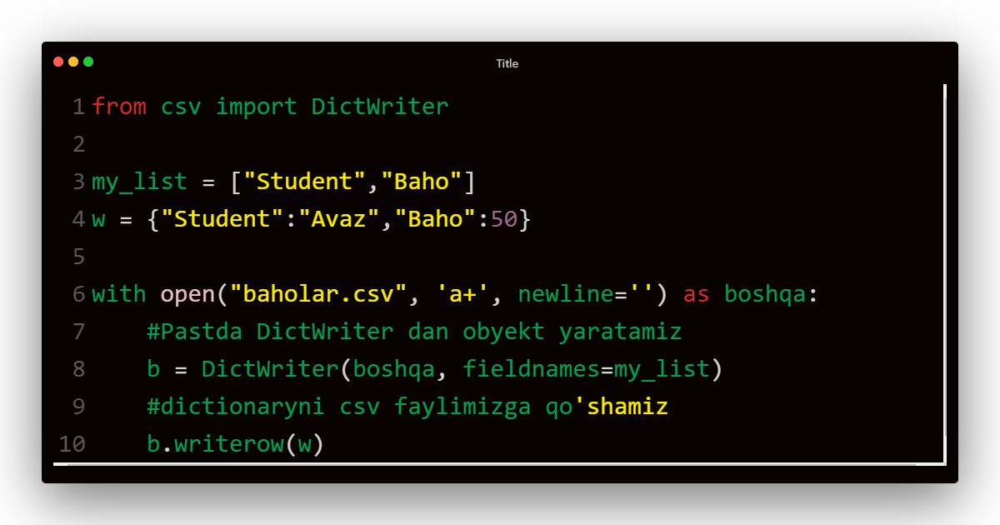 Title
1 from csv import DictWriter
2
3 my_list = ["Student","Baho"]
4 w = {"Student":"Avaz","Baho":50}
5
6 with open("baholar.csv", 'a+', newline='') as boshqa:
7     #Pastda DictWriter dan obyekt yaratamiz
8     b = DictWriter(boshqa, fieldnames=my_list)
9     #dictionaryni csv faylimizga qo'shamiz
10     b.writerow(w)